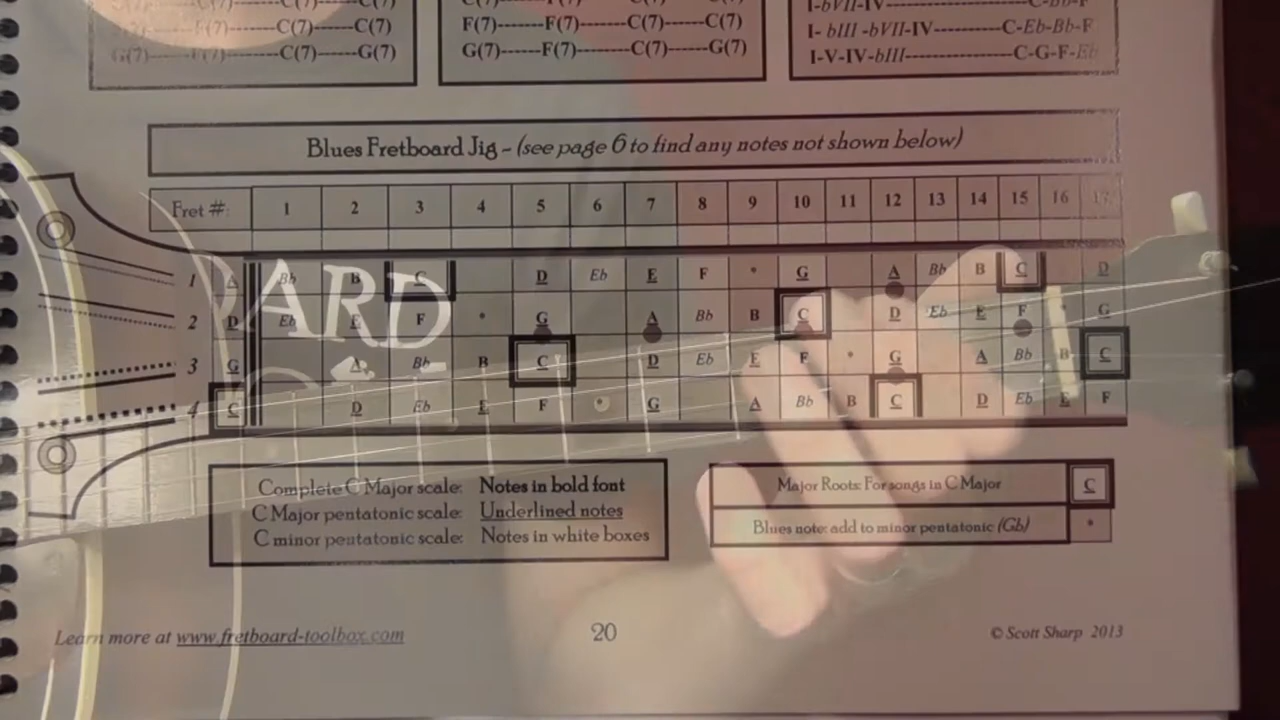 C(7)------C(7)
F(7)-------F(7)-------C(7)------C(7)
I-bVII-IV
C(7)------C(7)
I- bIII -bVII-IV---------------C-Eb-Bb-F
G(7)------F(7)-------C(7)------G(7)
C(7)-----G(7)
I-V-IV-bIII--------------------C-G-F-Eb
Blues Fretboard Jig - (see page 6 to find any notes not shown below)
Fret #: 1 2 3 4 5 6 7 8 9 10 11 12 13 14 15 16 17
1 A Bb B C D Eb E F * G A Bb B C D
2 D Eb E F * G A Bb B C D Eb E F * G
3 G A Bb B C D Eb E F * G A Bb B C
4 C D Eb E F * G A Bb B C D Eb E F
ARD
Complete C Major scale: Notes in bold font
C Major pentatonic scale: Underlined notes
C minor pentatonic scale: Notes in white boxes
Major Roots: For songs in C Major C
Blues note: add to minor pentatonic (Gb) *
Learn more at www.fretboard-toolbox.com
20
© Scott Sharp 2013